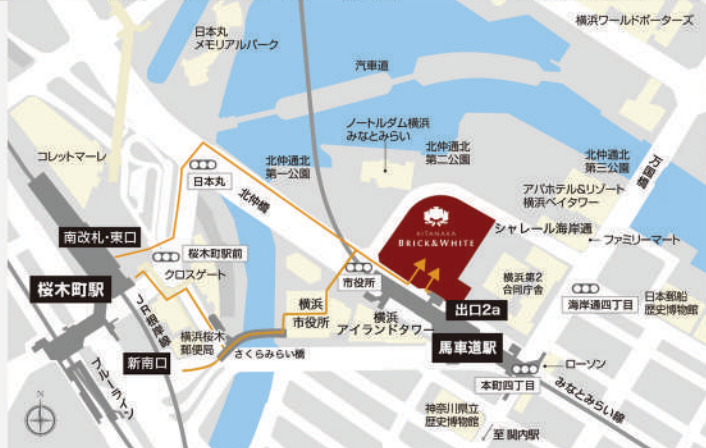 横浜ワールドポーターズ
日本丸
メモリアルパーク
汽車道
ノートルダム横浜
みなとみらい
コレットマーレ
日本丸
北仲通北
第一公園
北仲通北
第二公園
北仲通北
第三公園
万国橋
アパホテル&リゾート
横浜ベイタワー
北仲橋
KITANAKA
BRICK&WHITE
シャレール海岸通
ファミリーマート
南改札・東口
桜木町駅前
桜木町駅
クロスゲート
市役所
横浜第2
合同庁舎
海岸通四丁目
日本郵船
歴史博物館
JR根岸線
横浜
市役所
横浜
アイランドタワー
出口2a
横浜桜木
郵便局
さくらみらい橋
新南口
馬車道駅
ローソン
本町四丁目
みなとみらい線
ブルーライン
神奈川県立
歴史博物館
至 関内駅
N